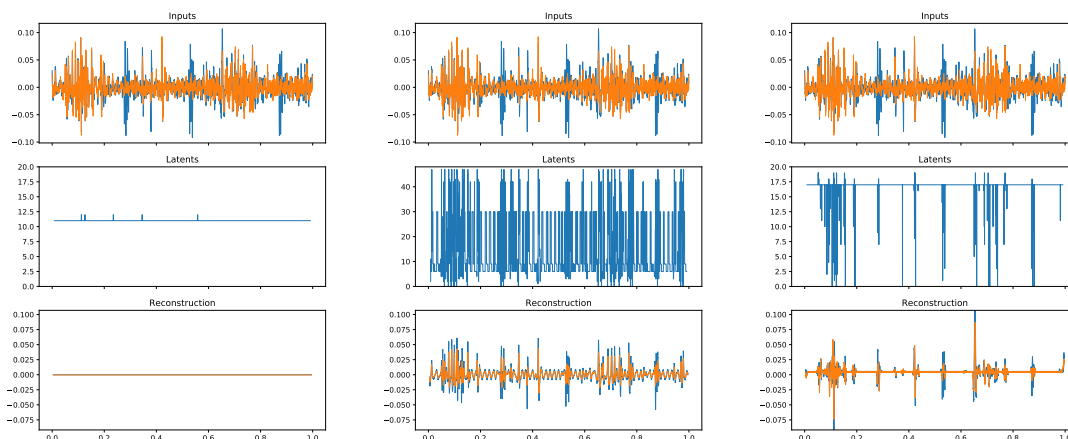 Inputs Inputs Inputs
0.10 0.10 0.10
0.05 0.05 0.05
0.00 0.00 0.00
−0.05 −0.05 −0.05
−0.10 −0.10 −0.10
Latents Latents Latents
20.0 20.0
17.5 40 17.5
15.0 15.0
12.5 30 12.5
10.0 20 10.0
7.5 7.5
5.0 10 5.0
2.5 2.5
0.0 0 0.0
Reconstruction Reconstruction Reconstruction
0.100 0.100 0.100
0.075 0.075 0.075
0.050 0.050 0.050
0.025 0.025 0.025
0.000 0.000 0.000
−0.025 −0.025 −0.025
−0.050 −0.050 −0.050
−0.075 −0.075 −0.075
0.0 0.2 0.4 0.6 0.8 1.0 0.0 0.2 0.4 0.6 0.8 1.0 0.0 0.2 0.4 0.6 0.8 1.0